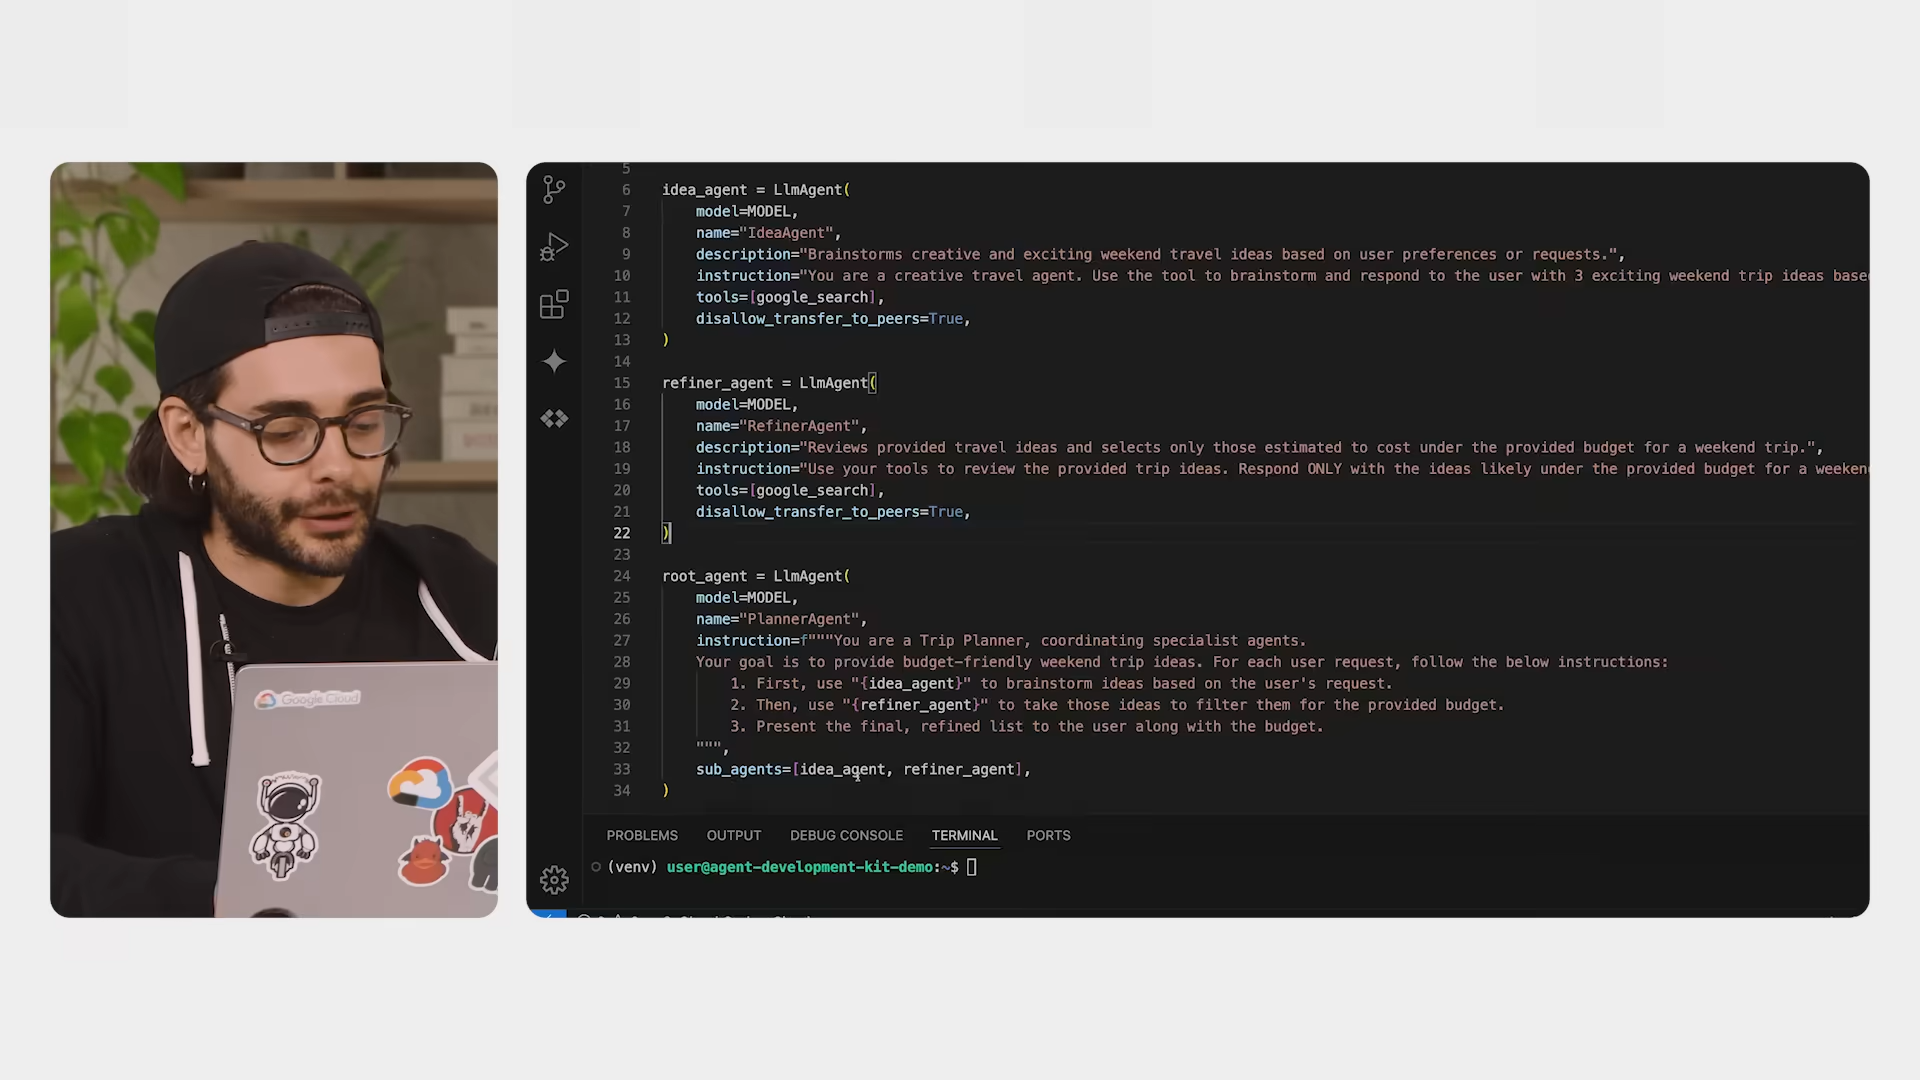 Google Cloud
5
6 idea_agent = LlmAgent(
7 model=MODEL,
8 name="IdeaAgent",
9 description="Brainstorms creative and exciting weekend travel ideas based on user preferences or requests.",
10 instruction="You are a creative travel agent. Use the tool to brainstorm and respond to the user with 3 exciting weekend trip ideas base
11 tools=[google_search],
12 disallow_transfer_to_peers=True,
13 )
14
15 refiner_agent = LlmAgent(
16 model=MODEL,
17 name="RefinerAgent",
18 description="Reviews provided travel ideas and selects only those estimated to cost under the provided budget for a weekend trip.",
19 instruction="Use your tools to review the provided trip ideas. Respond ONLY with the ideas likely under the provided budget for a weeken
20 tools=[google_search],
21 disallow_transfer_to_peers=True,
22 )
23
24 root_agent = LlmAgent(
25 model=MODEL,
26 name="PlannerAgent",
27 instruction=f"""You are a Trip Planner, coordinating specialist agents.
28 Your goal is to provide budget-friendly weekend trip ideas. For each user request, follow the below instructions:
29 1. First, use "{idea_agent}" to brainstorm ideas based on the user's request.
30 2. Then, use "{refiner_agent}" to take those ideas to filter them for the provided budget.
31 3. Present the final, refined list to the user along with the budget.
32 """,
33 sub_agents=[idea_agent, refiner_agent],
34 )
PROBLEMS OUTPUT DEBUG CONSOLE TERMINAL PORTS
(venv) user@agent-development-kit-demo:~$